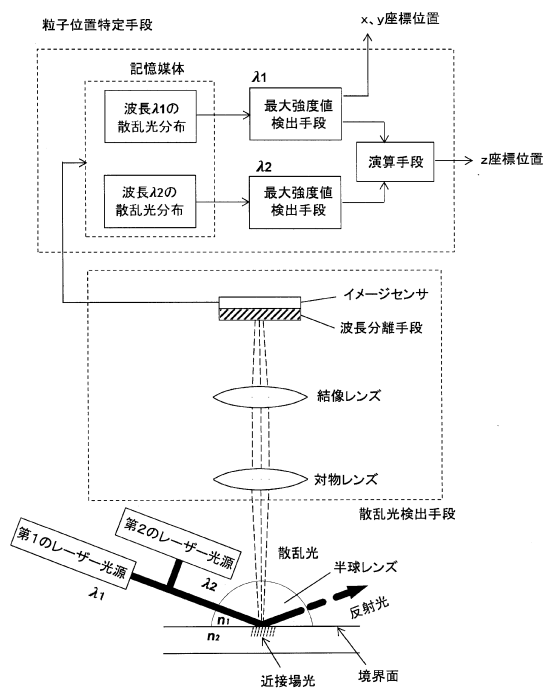 粒子位置特定手段
x、y座標位置
記憶媒体
λ1
波長λ1の
散乱光分布
最大強度値
検出手段
演算手段
z座標位置
λ2
波長λ2の
散乱光分布
最大強度値
検出手段
イメージセンサ
波長分離手段
結像レンズ
対物レンズ
散乱光検出手段
第1のレーザー光源
第2のレーザー光源
散乱光
半球レンズ
λ1
λ2
反射光
n1
n2
近接場光
境界面